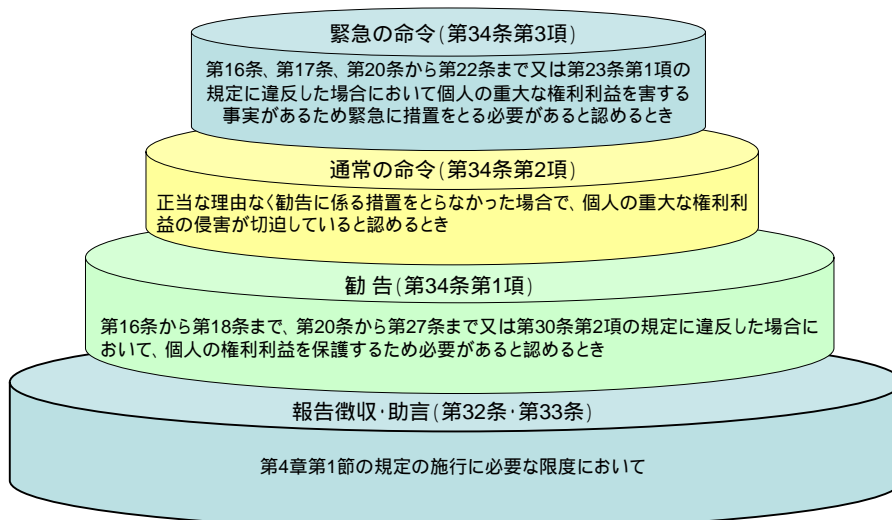 緊急の命令(第34条第3項)
第16条、第17条、第20条から第22条まで又は第23条第1項の
規定に違反した場合において個人の重大な権利利益を害する
事実があるため緊急に措置をとる必要があると認めるとき
通常の命令(第34条第2項)
正当な理由なく勧告に係る措置をとらなかった場合で、個人の重大な権利利
益の侵害が切迫していると認めるとき
勧 告(第34条第1項)
第16条から第18条まで、第20条から第27条まで又は第30条第2項の規定に違反した場合に
おいて、個人の権利利益を保護するため必要があると認めるとき
報告徴収・助言(第32条・第33条)
第4章第1節の規定の施行に必要な限度において